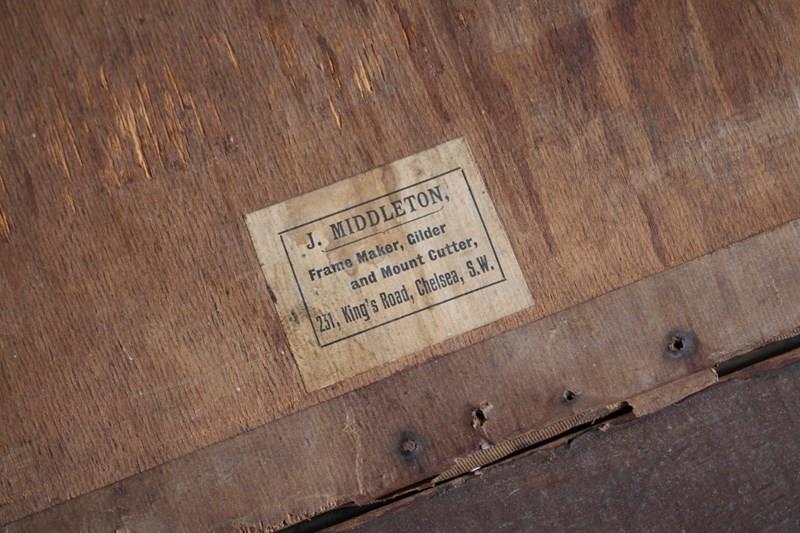 J. MIDDLETON,
Frame Maker, Gilder
and Mount Cutter,
231, King's Road, Chelsea, S.W.